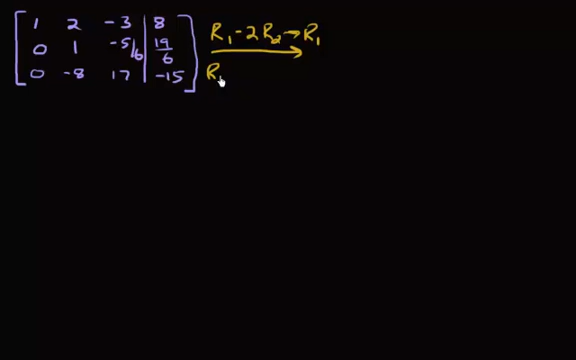 1 2 -3 8 R₁-2R₂→R₁
0 1 -5/6 19/6
0 -8 17 -15 R